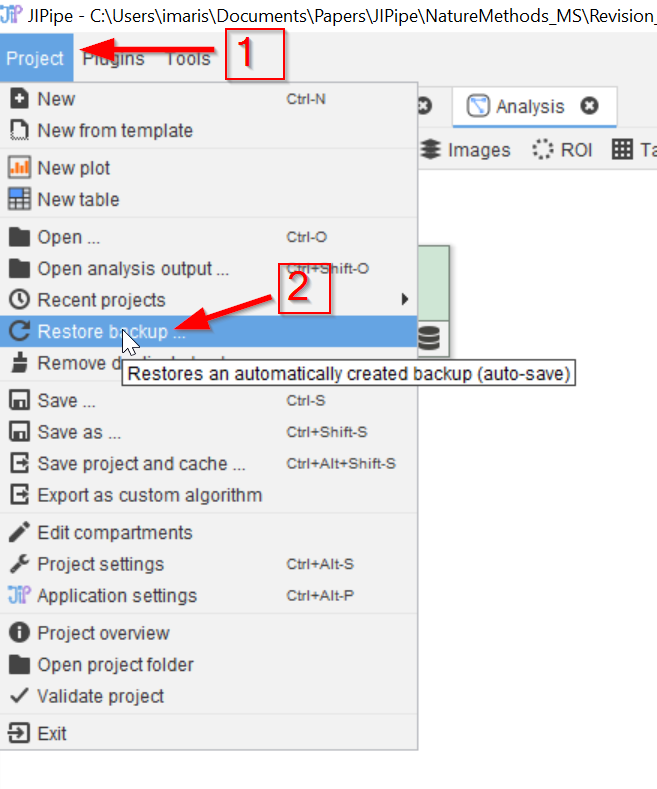 JIPipe - C:\Users\imaris\Documents\Papers\JIPipe\NatureMethods_MS\Revision_
Project Plugins Tools 1
New Ctrl-N
Analysis
New from template
Images ROI
New plot
New table
Open ... Ctrl-O
Open analysis output ... Ctrl+Shift-O
2
Recent projects
Restore backup ...
Remove
Restores an automatically created backup (auto-save)
Save ... Ctrl-S
Save as ... Ctrl+Shift-S
Save project and cache ... Ctrl+Alt+Shift-S
Export as custom algorithm
Edit compartments
Project settings Ctrl+Alt-S
JIP Application settings Ctrl+Alt-P
Project overview
Open project folder
Validate project
Exit